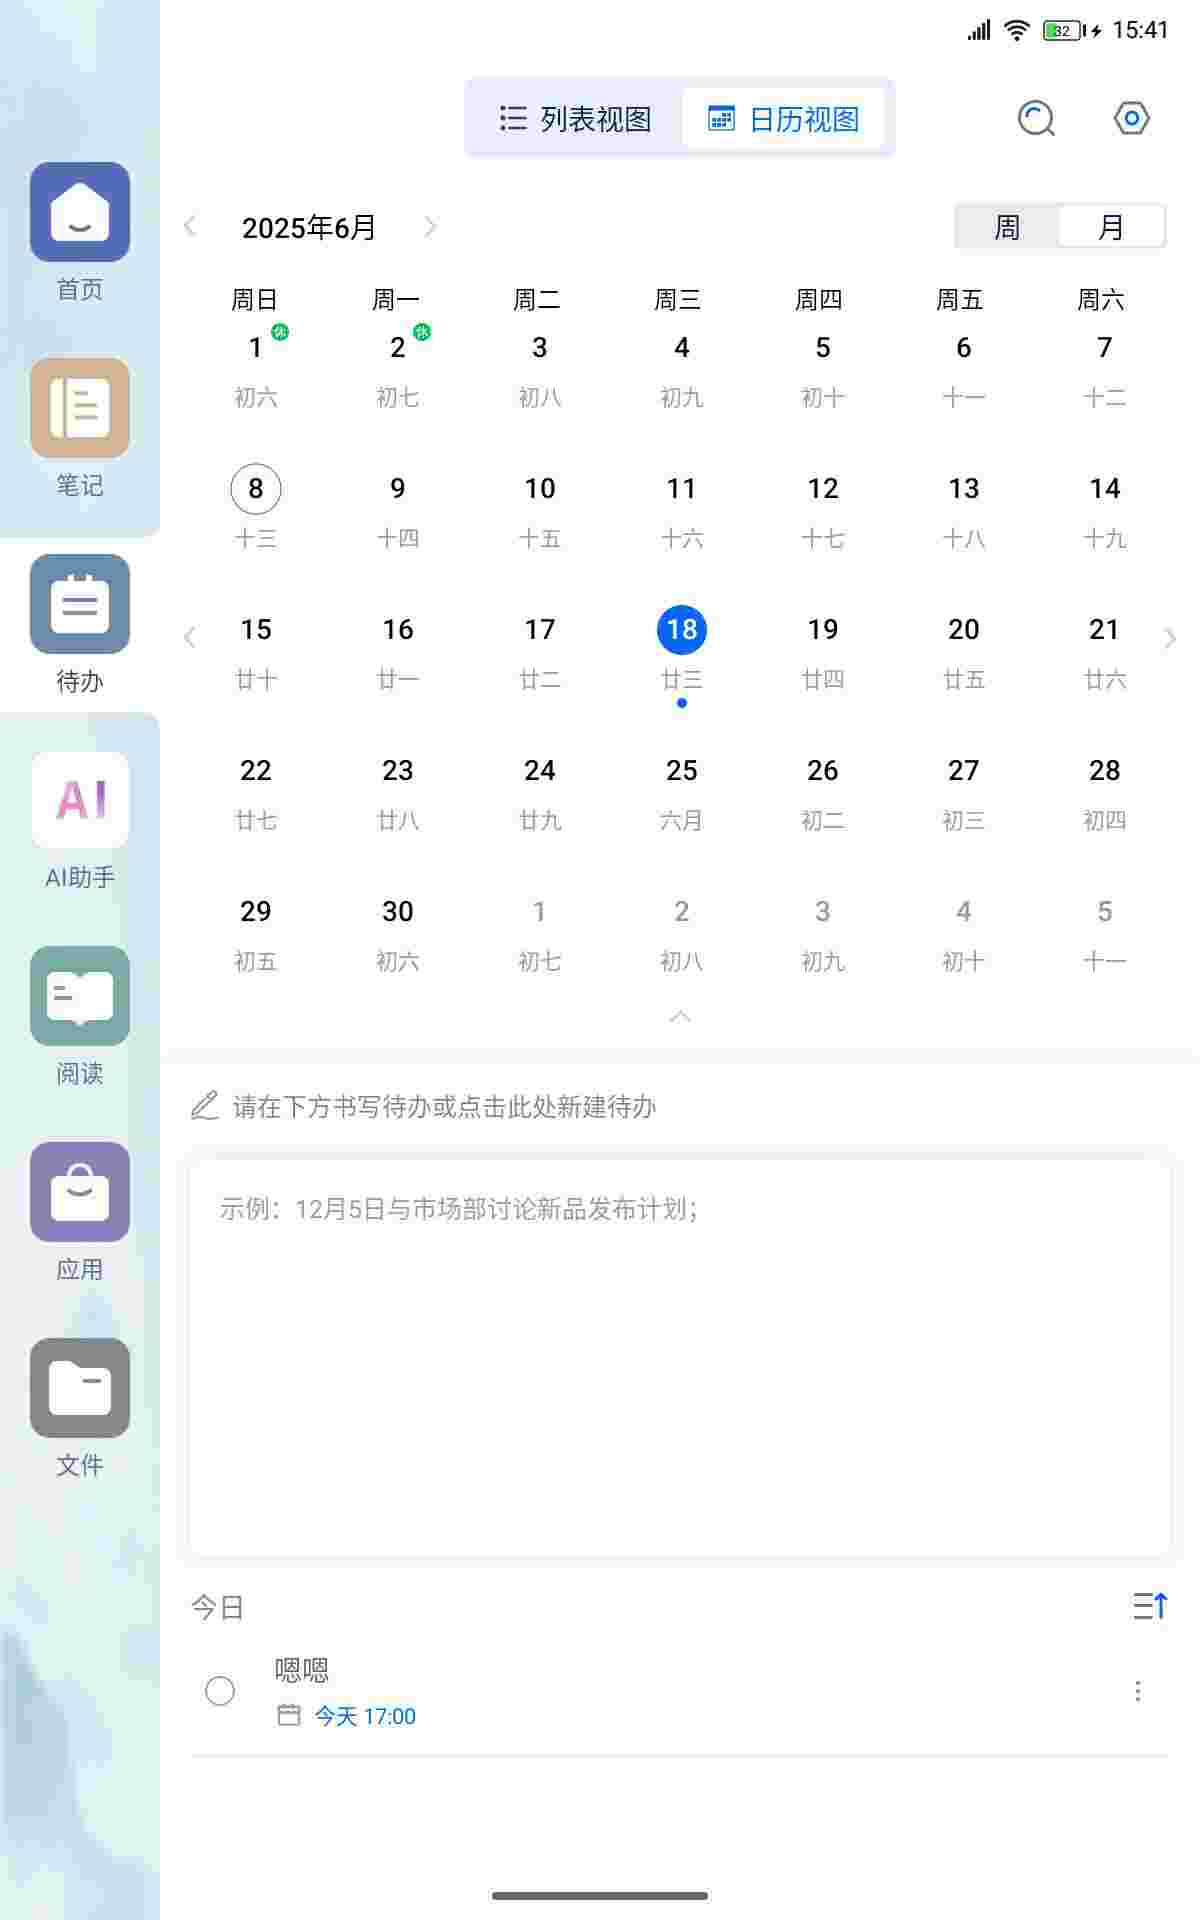 32 15:41
列表视图 日历视图
2025年6月 周 月
周日 周一 周二 周三 周四 周五 周六
1 休 2 休 3 4 5 6 7
初六 初七 初八 初九 初十 十一 十二
8 9 10 11 12 13 14
十三 十四 十五 十六 十七 十八 十九
15 16 17 18 19 20 21
廿十 廿一 廿二 廿三 廿四 廿五 廿六
22 23 24 25 26 27 28
廿七 廿八 廿九 六月 初二 初三 初四
29 30 1 2 3 4 5
初五 初六 初七 初八 初九 初十 十一
请在下方书写待办或点击此处新建待办
示例：12月5日与市场部讨论新品发布计划；
今日
嗯嗯
今天 17:00
首页
笔记
待办
AI
AI助手
阅读
应用
文件